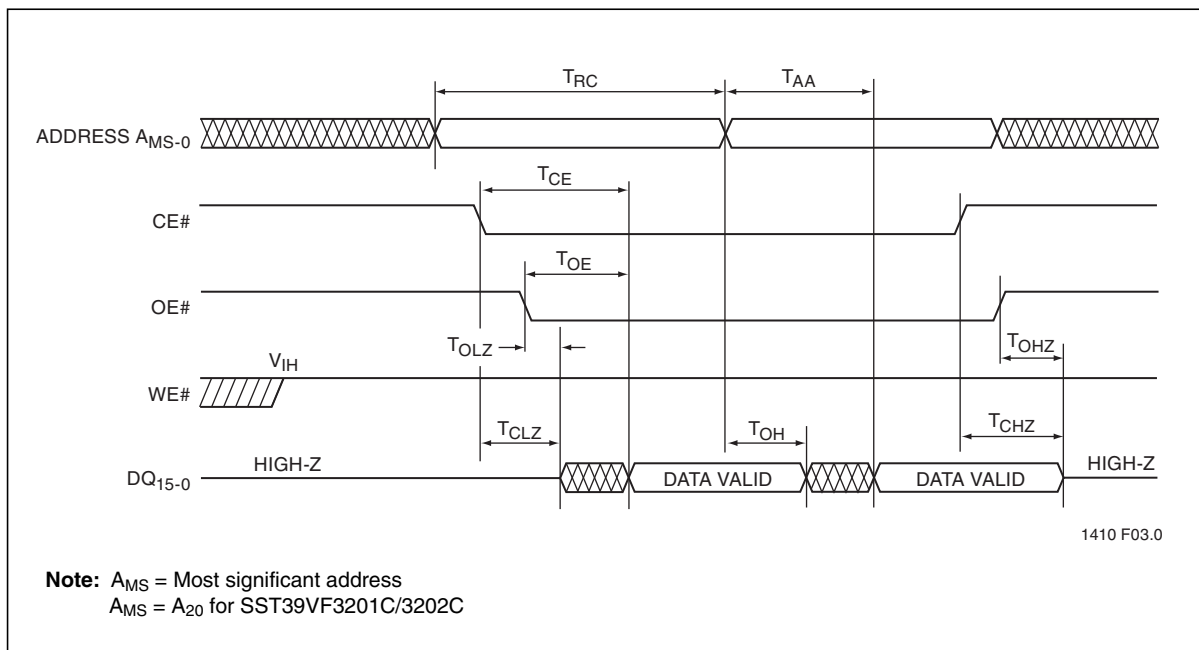 TRC TAA
ADDRESS AMS-0
TCE
CE#
TOE
OE#
TOLZ TOHZ
VIH
WE#
TCLZ TOH TCHZ
HIGH-Z HIGH-Z
DQ15-0 DATA VALID DATA VALID
1410 F03.0
Note: AMS = Most significant address
AMS = A20 for SST39VF3201C/3202C